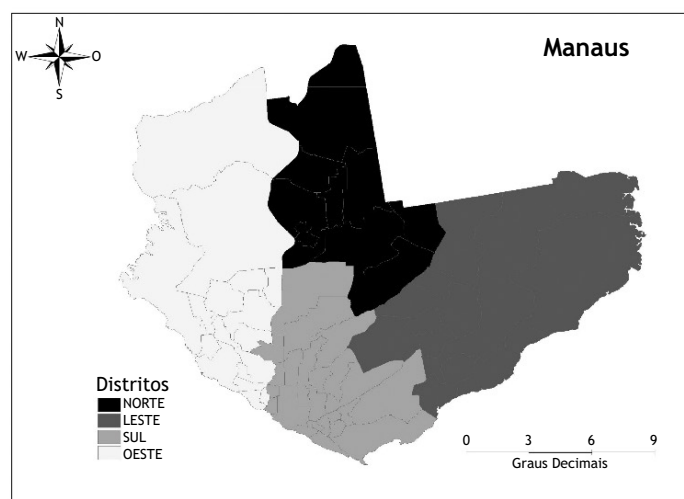 N
W O
S
Manaus
Distritos
NORTE
LESTE
SUL
OESTE
0 3 6 9
Graus Decimais